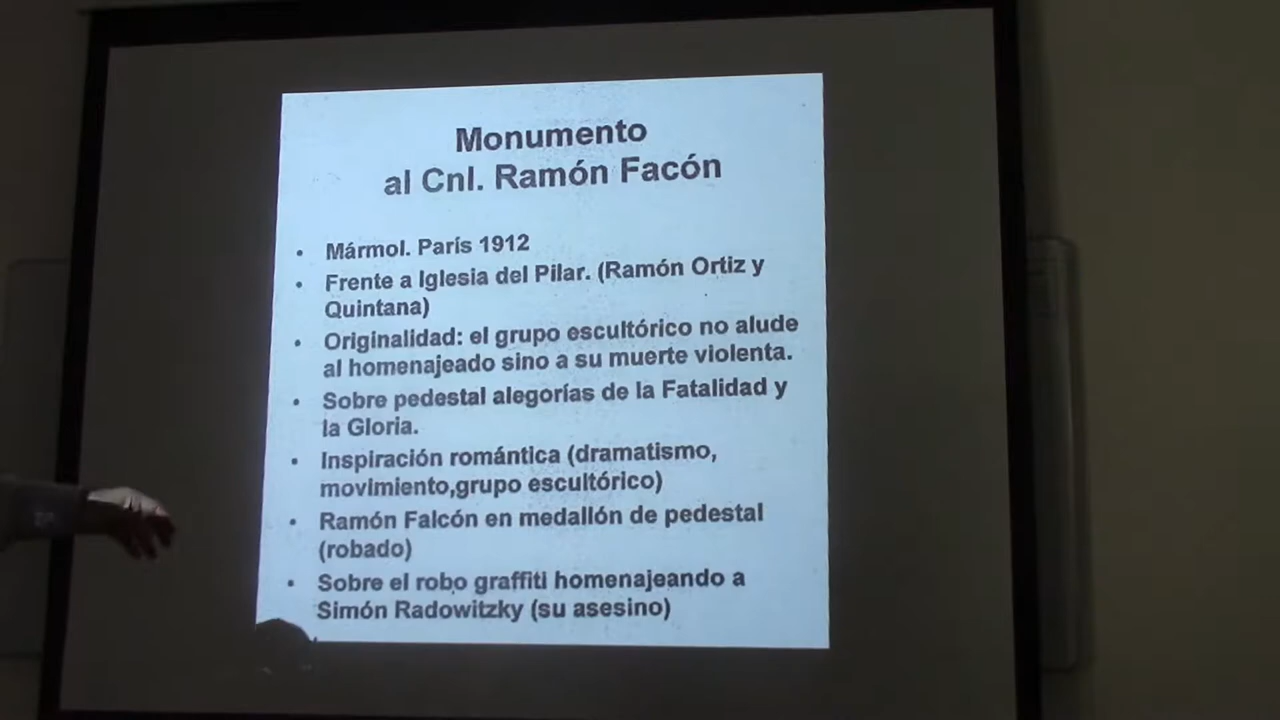 Monumento
al Cnl. Ramón Facón
• Mármol. París 1912
• Frente a Iglesia del Pilar. (Ramón Ortiz y
Quintana)
• Originalidad: el grupo escultórico no alude
al homenajeado sino a su muerte violenta.
• Sobre pedestal alegorías de la Fatalidad y
la Gloria.
• Inspiración romántica (dramatismo,
movimiento,grupo escultórico)
• Ramón Falcón en medallón de pedestal
(robado)
• Sobre el robo graffiti homenajeando a
Simón Radowitzky (su asesino)